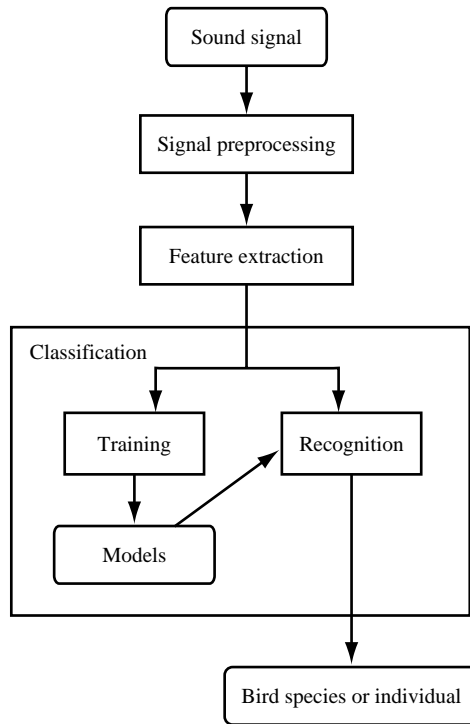 Sound signal
Signal preprocessing
Feature extraction
Classification
Training
Recognition
Models
Bird species or individual